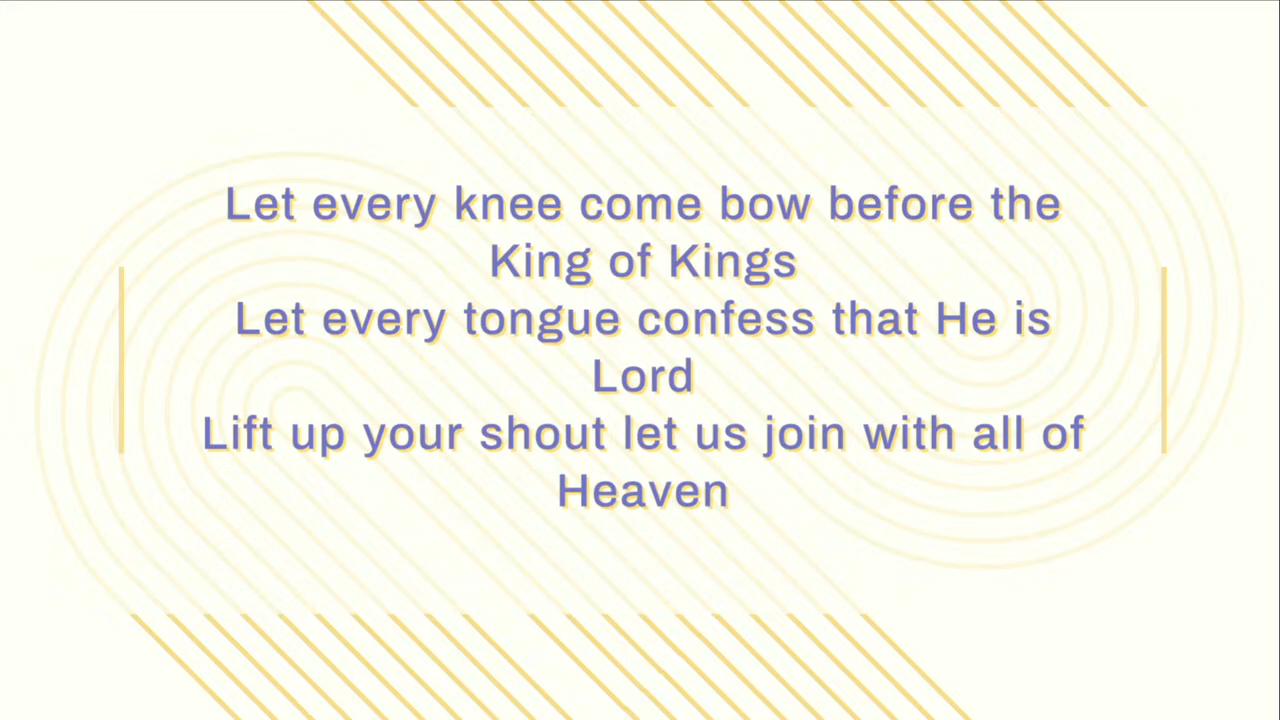 Let every knee come bow before the
King of Kings
Let every tongue confess that He is
Lord
Lift up your shout let us join with all of
Heaven